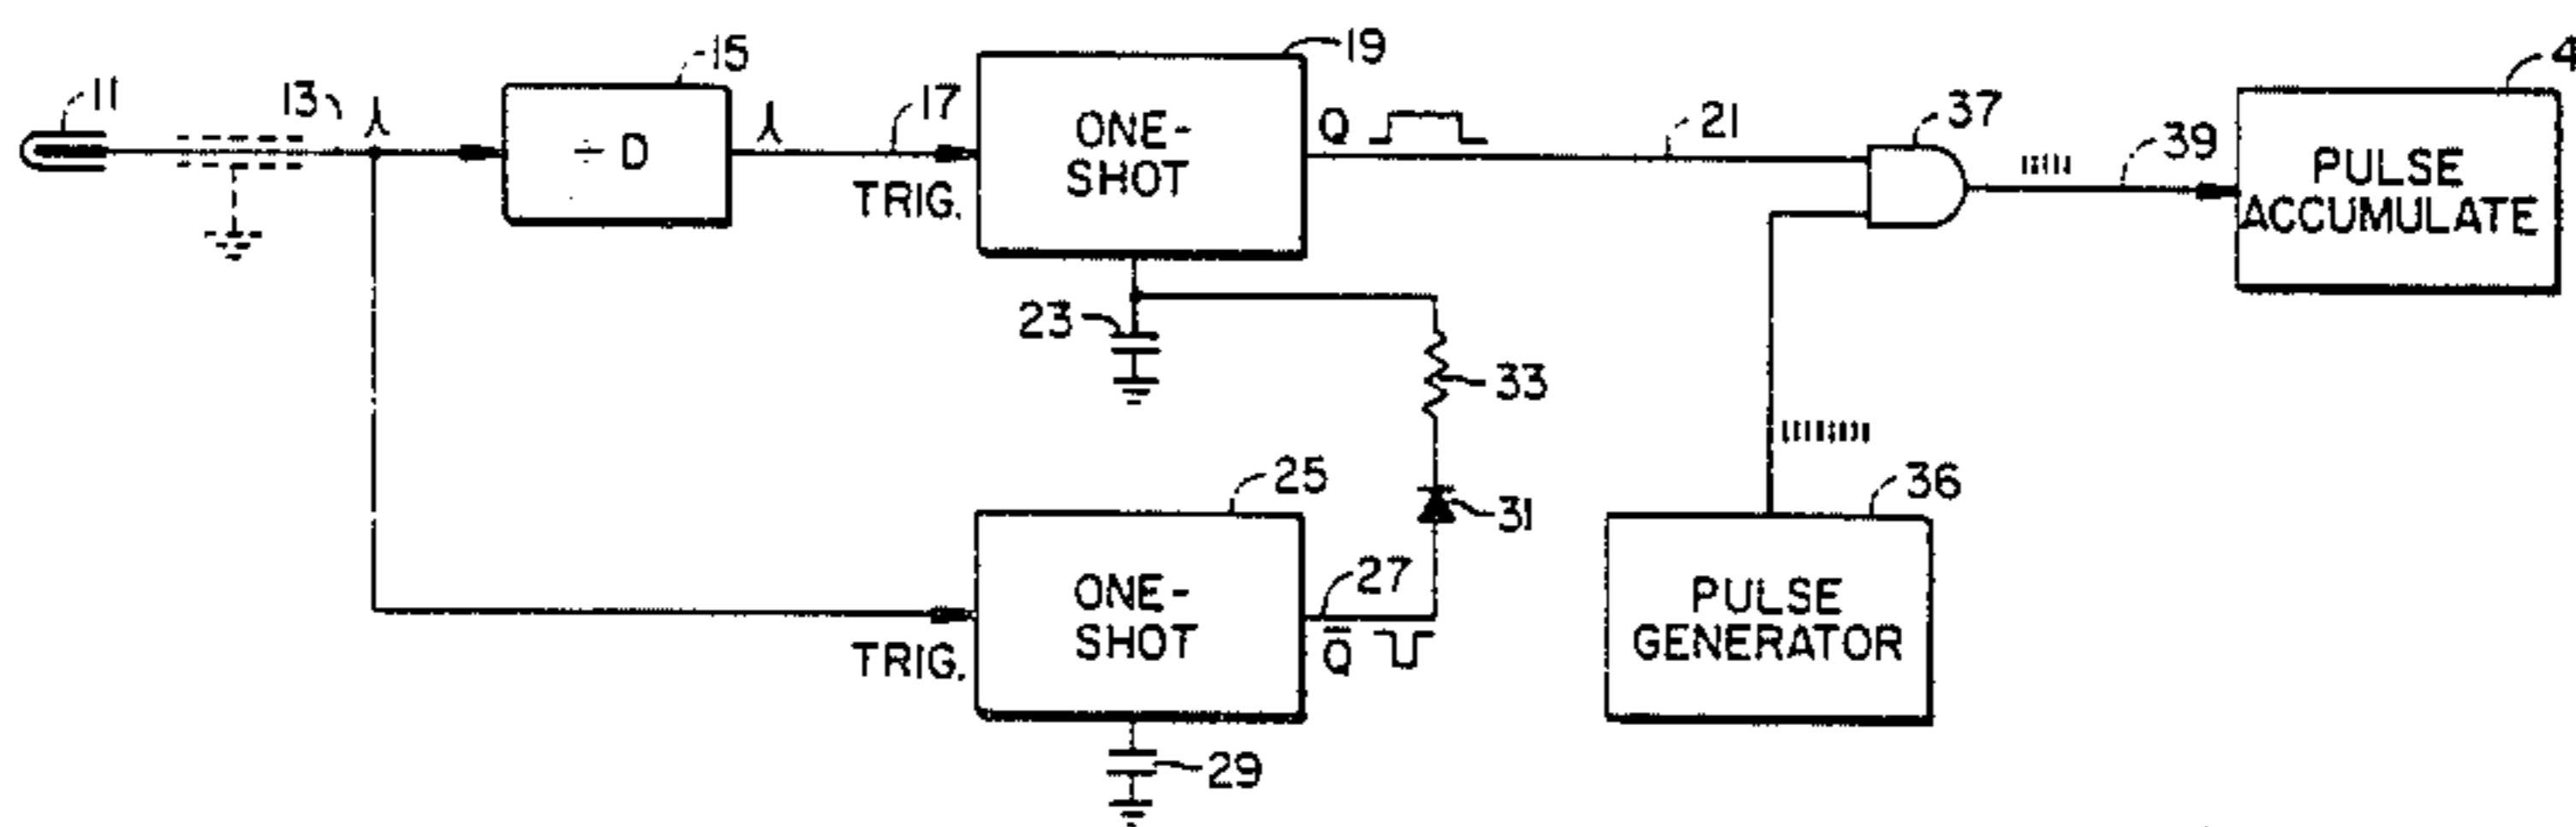 11
13
15
÷ D
17
TRIG.
19
ONE-
SHOT
Q
21
37
39
4
PULSE
ACCUMULATE
23
33
31
25
ONE-
SHOT
TRIG.
27
Q̅
29
36
PULSE
GENERATOR